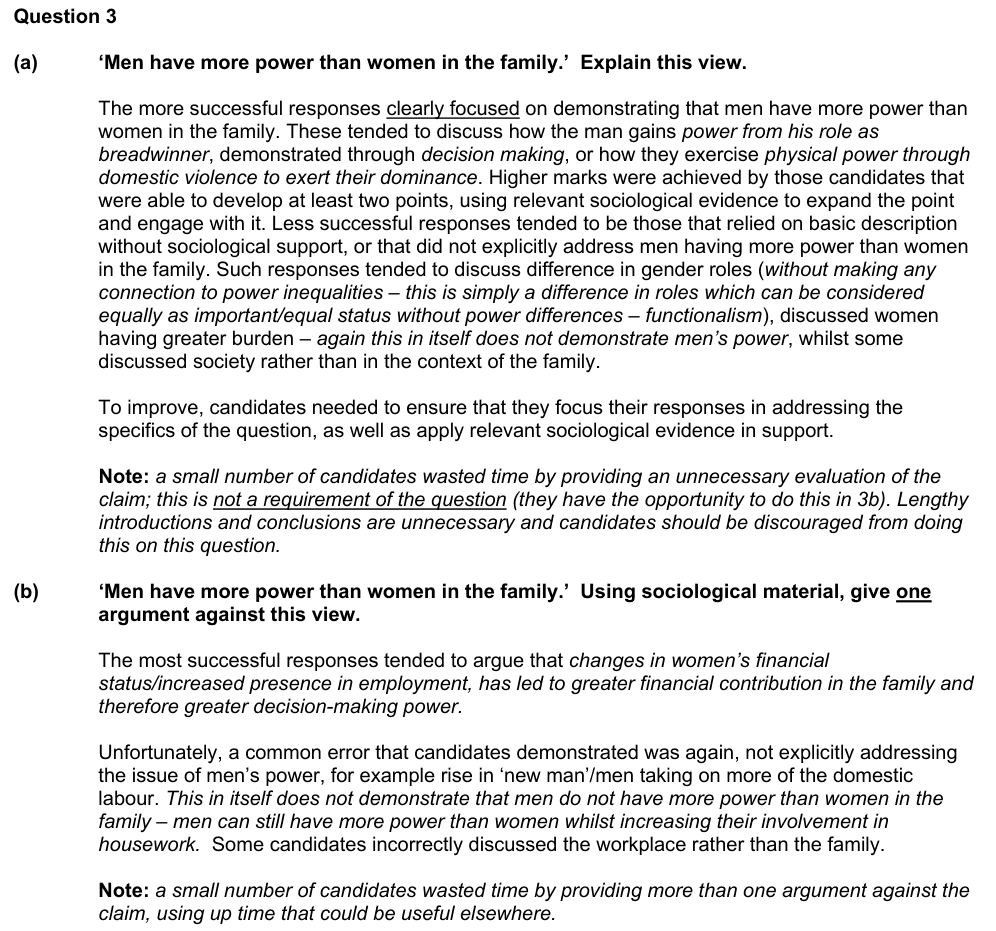 Question 3
(a) ‘Men have more power than women in the family.’ Explain this view.
The more successful responses clearly focused on demonstrating that men have more power than
women in the family. These tended to discuss how the man gains power from his role as
breadwinner, demonstrated through decision making, or how they exercise physical power through
domestic violence to exert their dominance. Higher marks were achieved by those candidates that
were able to develop at least two points, using relevant sociological evidence to expand the point
and engage with it. Less successful responses tended to be those that relied on basic description
without sociological support, or that did not explicitly address men having more power than women
in the family. Such responses tended to discuss difference in gender roles (without making any
connection to power inequalities – this is simply a difference in roles which can be considered
equally as important/equal status without power differences – functionalism), discussed women
having greater burden – again this in itself does not demonstrate men’s power, whilst some
discussed society rather than in the context of the family.
To improve, candidates needed to ensure that they focus their responses in addressing the
specifics of the question, as well as apply relevant sociological evidence in support.
Note: a small number of candidates wasted time by providing an unnecessary evaluation of the
claim; this is not a requirement of the question (they have the opportunity to do this in 3b). Lengthy
introductions and conclusions are unnecessary and candidates should be discouraged from doing
this on this question.
(b) ‘Men have more power than women in the family.’ Using sociological material, give one
argument against this view.
The most successful responses tended to argue that changes in women’s financial
status/increased presence in employment, has led to greater financial contribution in the family and
therefore greater decision-making power.
Unfortunately, a common error that candidates demonstrated was again, not explicitly addressing
the issue of men’s power, for example rise in ‘new man’/men taking on more of the domestic
labour. This in itself does not demonstrate that men do not have more power than women in the
family – men can still have more power than women whilst increasing their involvement in
housework. Some candidates incorrectly discussed the workplace rather than the family.
Note: a small number of candidates wasted time by providing more than one argument against the
claim, using up time that could be useful elsewhere.